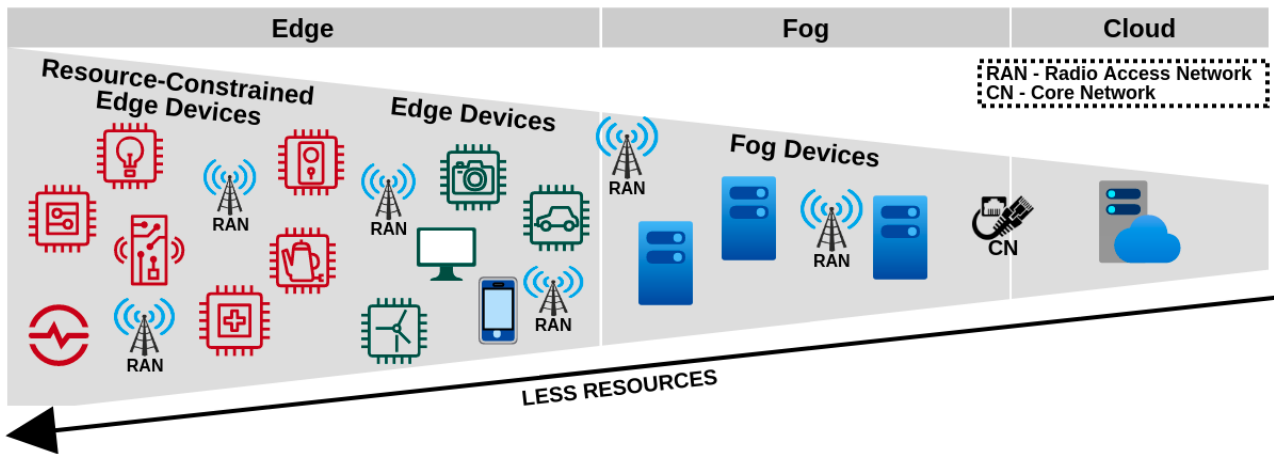 Edge
Fog
Cloud
RAN - Radio Access Network
CN - Core Network
Resource-Constrained
Edge Devices
Edge Devices
Fog Devices
RAN
RAN
RAN
RAN
RAN
RAN
CN
LESS RESOURCES